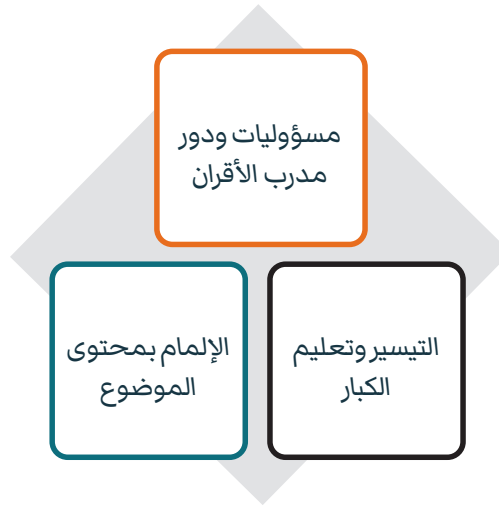 مسؤوليات ودور
مدرب الأقران
التيسير وتعليم
الكبار
الإلمام بمحتوى
الموضوع